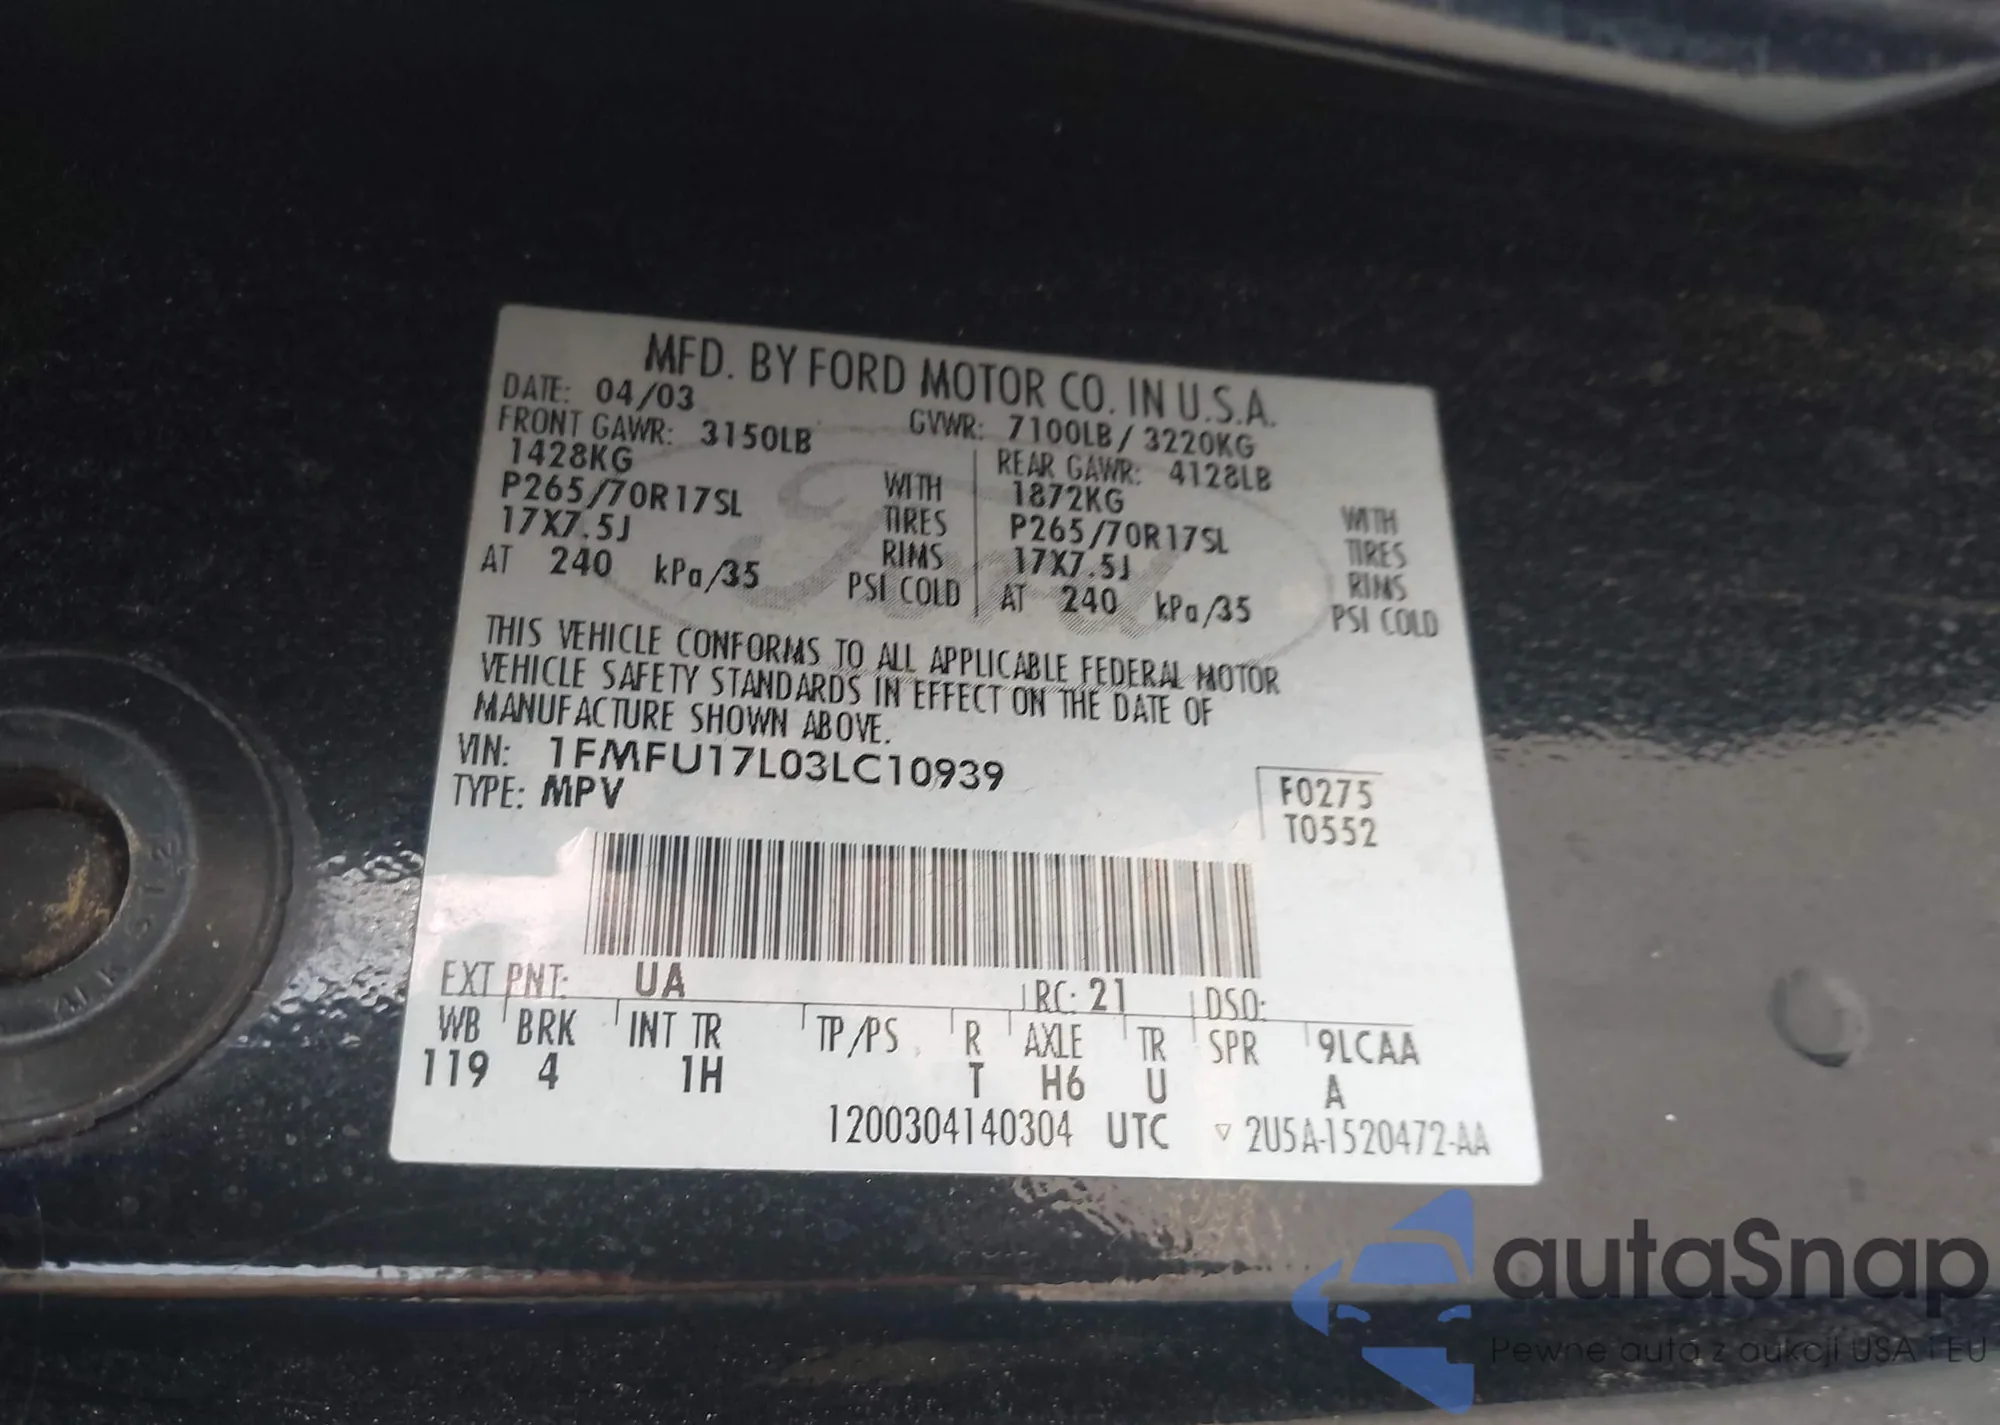 MFD. BY FORD MOTOR CO. IN U.S.A.
DATE: 04/03
GVWR: 7100LB / 3220KG
FRONT GAWR: 3150LB
1428KG WITH
P265/70R17SL TIRES
17X7.5J RIMS
AT 240 kPa/35 PSI COLD
REAR GAWR: 4128LB
1872KG WITH
P265/70R17SL TIRES
17X7.5J RIMS
AT 240 kPa/35 PSI COLD
THIS VEHICLE CONFORMS TO ALL APPLICABLE FEDERAL MOTOR
VEHICLE SAFETY STANDARDS IN EFFECT ON THE DATE OF
MANUFACTURE SHOWN ABOVE.
VIN: 1FMFU17L03LC10939
TYPE: MPV
F0275
T0552
EXT PNT: UA RC: 21 DSO:
WB BRK INT TR TP/PS R AXLE TR SPR 9LCAA
119 4 1H T H6 U A
1200304140304 UTC ▽ 2U5A-1520472-AA
autaSnap
Pewne auta z aukcji USA i EU